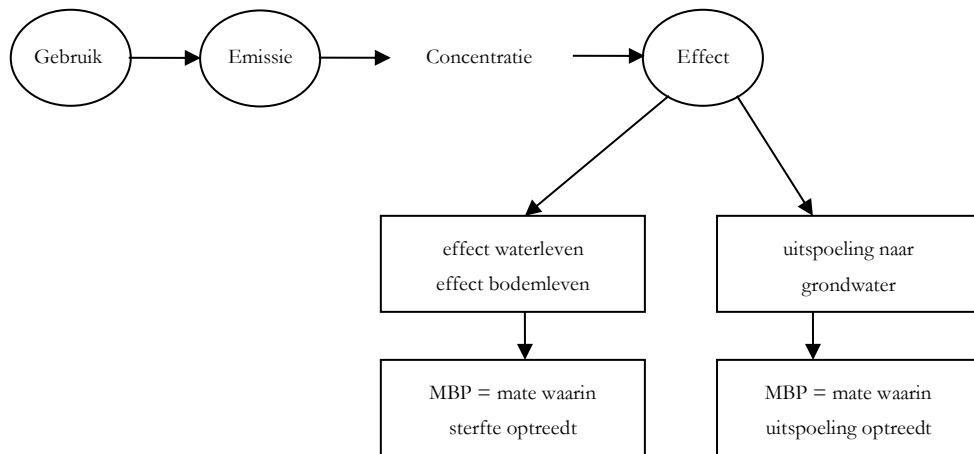 Gebruik
Emissie
Concentratie
Effect
effect waterleven
effect bodemleven
uitspoeling naar
grondwater
MBP = mate waarin
sterfte optreedt
MBP = mate waarin
uitspoeling optreedt